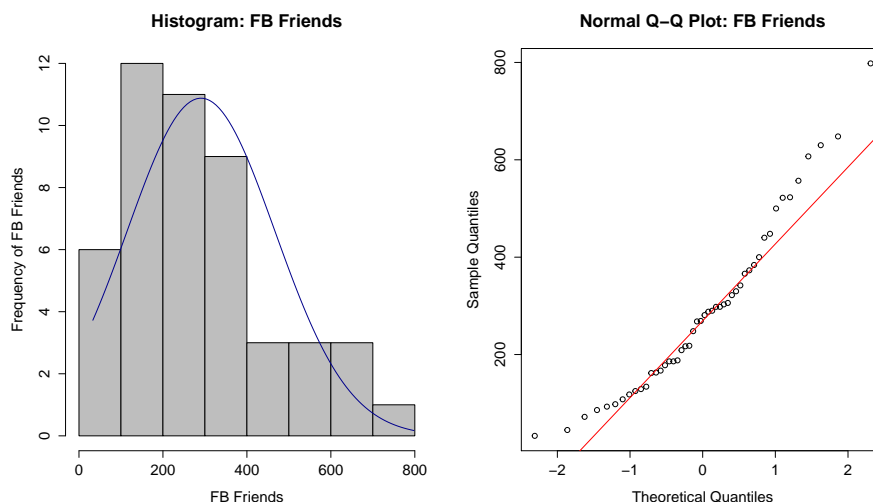 Histogram: FB Friends
Frequency of FB Friends
0 2 4 6 8 10 12
0 200 400 600 800
FB Friends
Normal Q−Q Plot: FB Friends
Sample Quantiles
200 400 600 800
−2 −1 0 1 2
Theoretical Quantiles